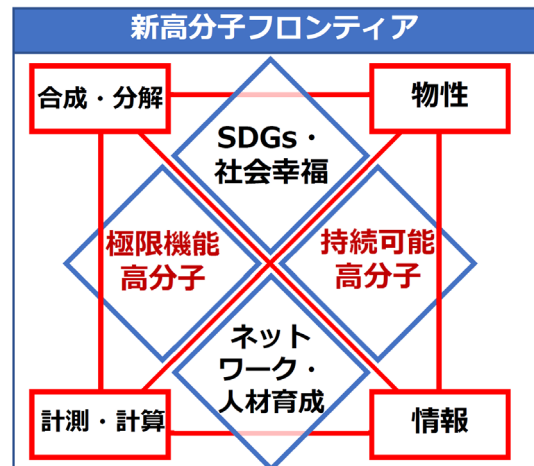 新高分子フロンティア
合成・分解
物性
SDGs・
社会幸福
極限機能
高分子
持続可能
高分子
ネット
ワーク・
人材育成
計測・計算
情報